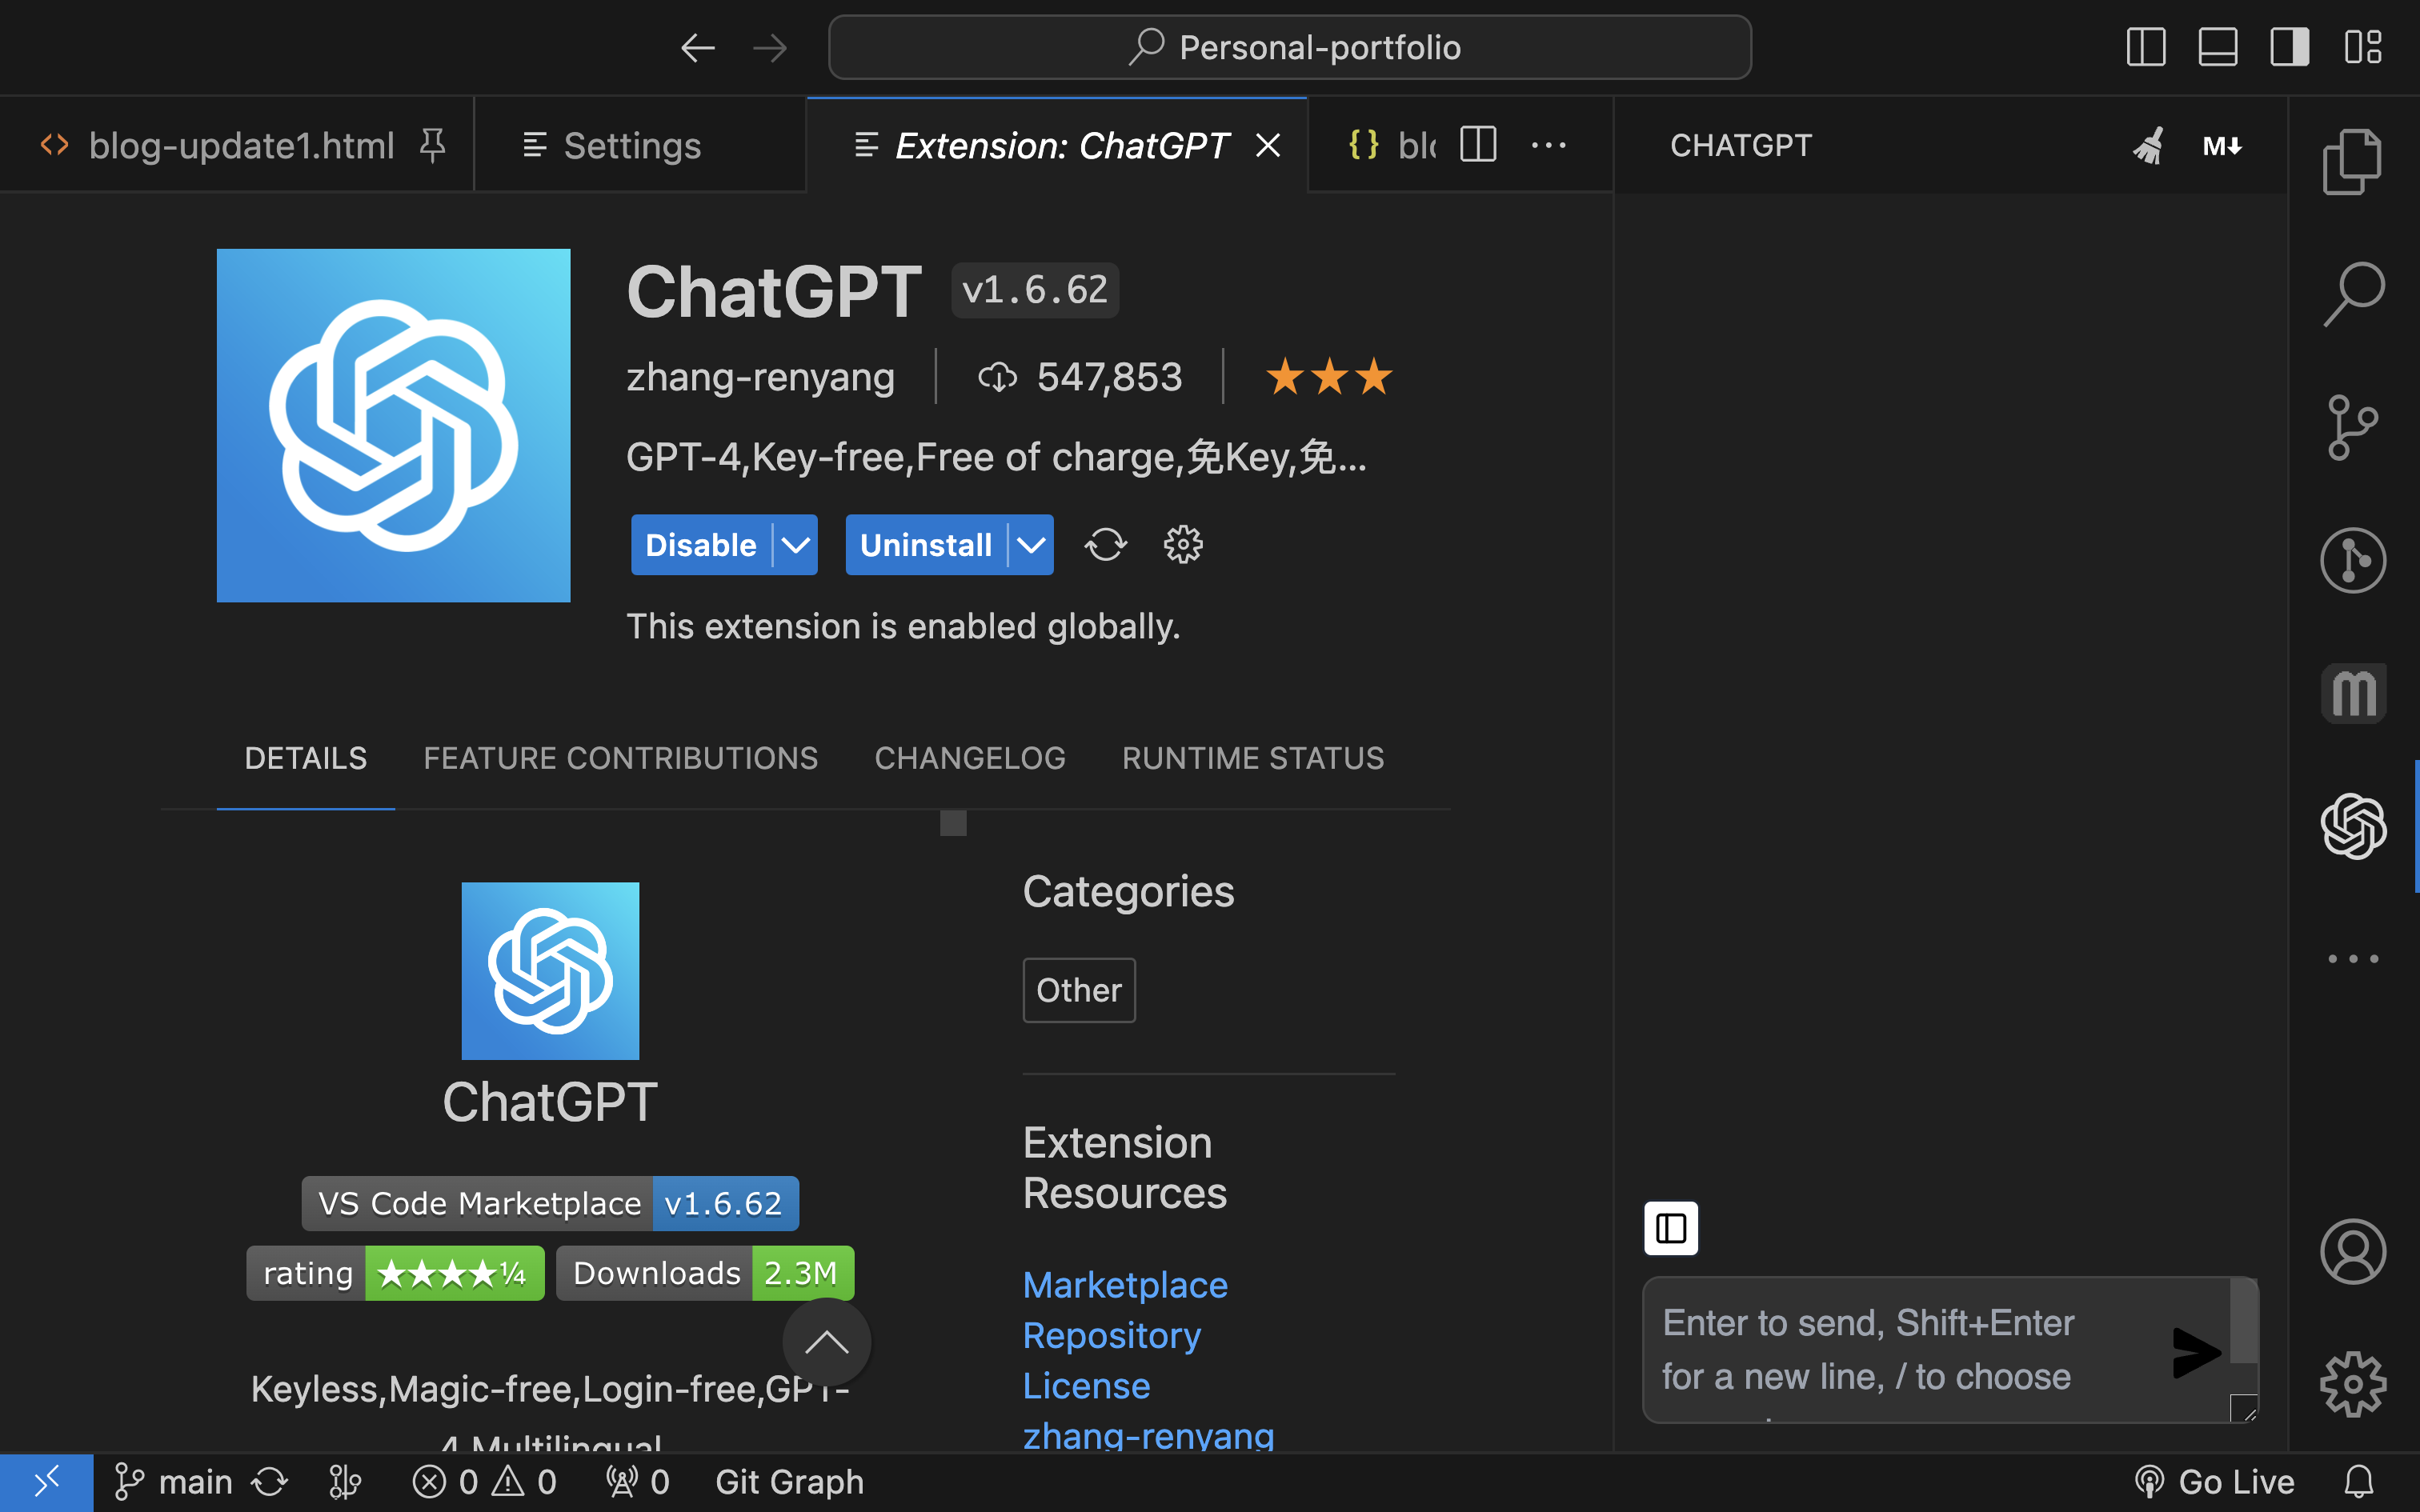 Personal-portfolio
blog-update1.html
Settings
Extension: ChatGPT
CHATGPT
M
ChatGPT v1.6.62
zhang-renyang 547,853
GPT-4,Key-free,Free of charge,免Key,免...
Disable Uninstall
This extension is enabled globally.
DETAILS FEATURE CONTRIBUTIONS CHANGELOG RUNTIME STATUS
ChatGPT
VS Code Marketplace v1.6.62
rating ★★★★¼ Downloads 2.3M
Keyless,Magic-free,Login-free,GPT-
4,Multilingual
Categories
Other
Extension
Resources
Marketplace
Repository
License
zhang-renyang
m
Enter to send, Shift+Enter
for a new line, / to choose
main 0 0 0 Git Graph Go Live